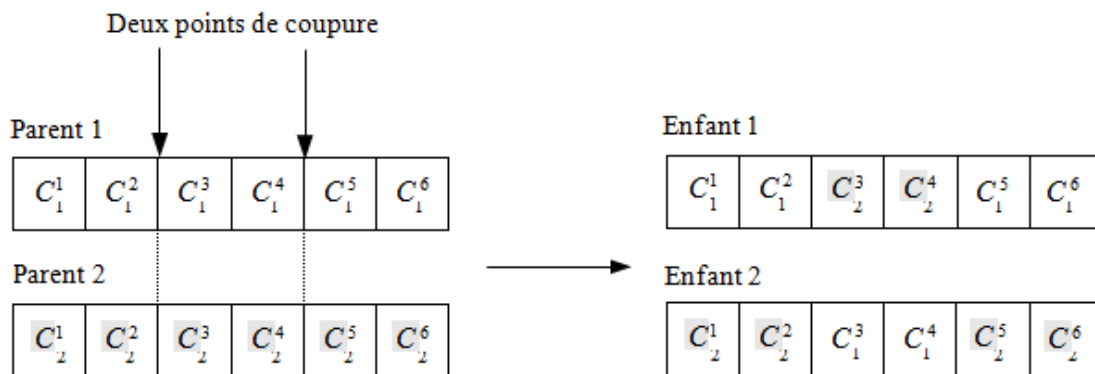 Deux points de coupure
Parent 1
C₁¹ C₁² C₁³ C₁⁴ C₁⁵ C₁⁶
Parent 2
C₂¹ C₂² C₂³ C₂⁴ C₂⁵ C₂⁶
Enfant 1
C₁¹ C₁² C₂³ C₂⁴ C₁⁵ C₁⁶
Enfant 2
C₂¹ C₂² C₁³ C₁⁴ C₂⁵ C₂⁶